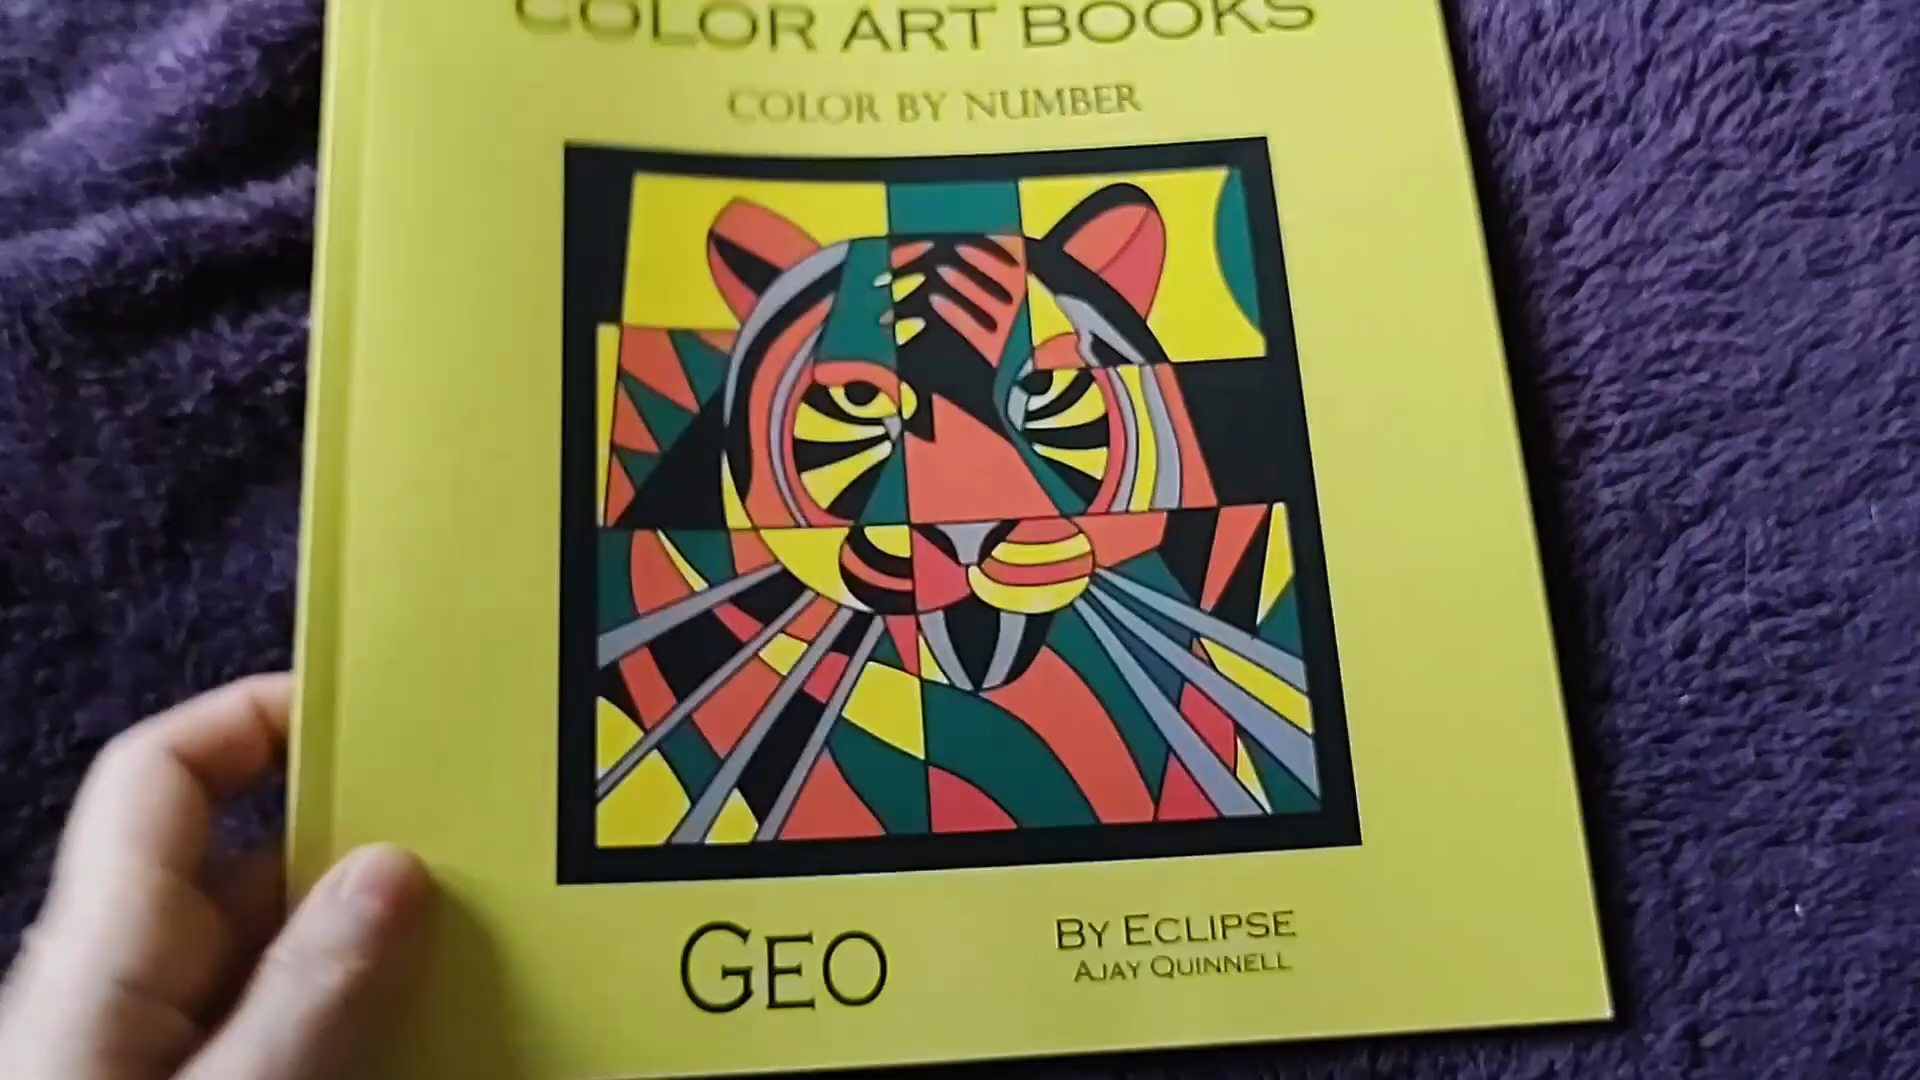 COLOR ART BOOKS
COLOR BY NUMBER
GEO
BY ECLIPSE
AJAY QUINNELL